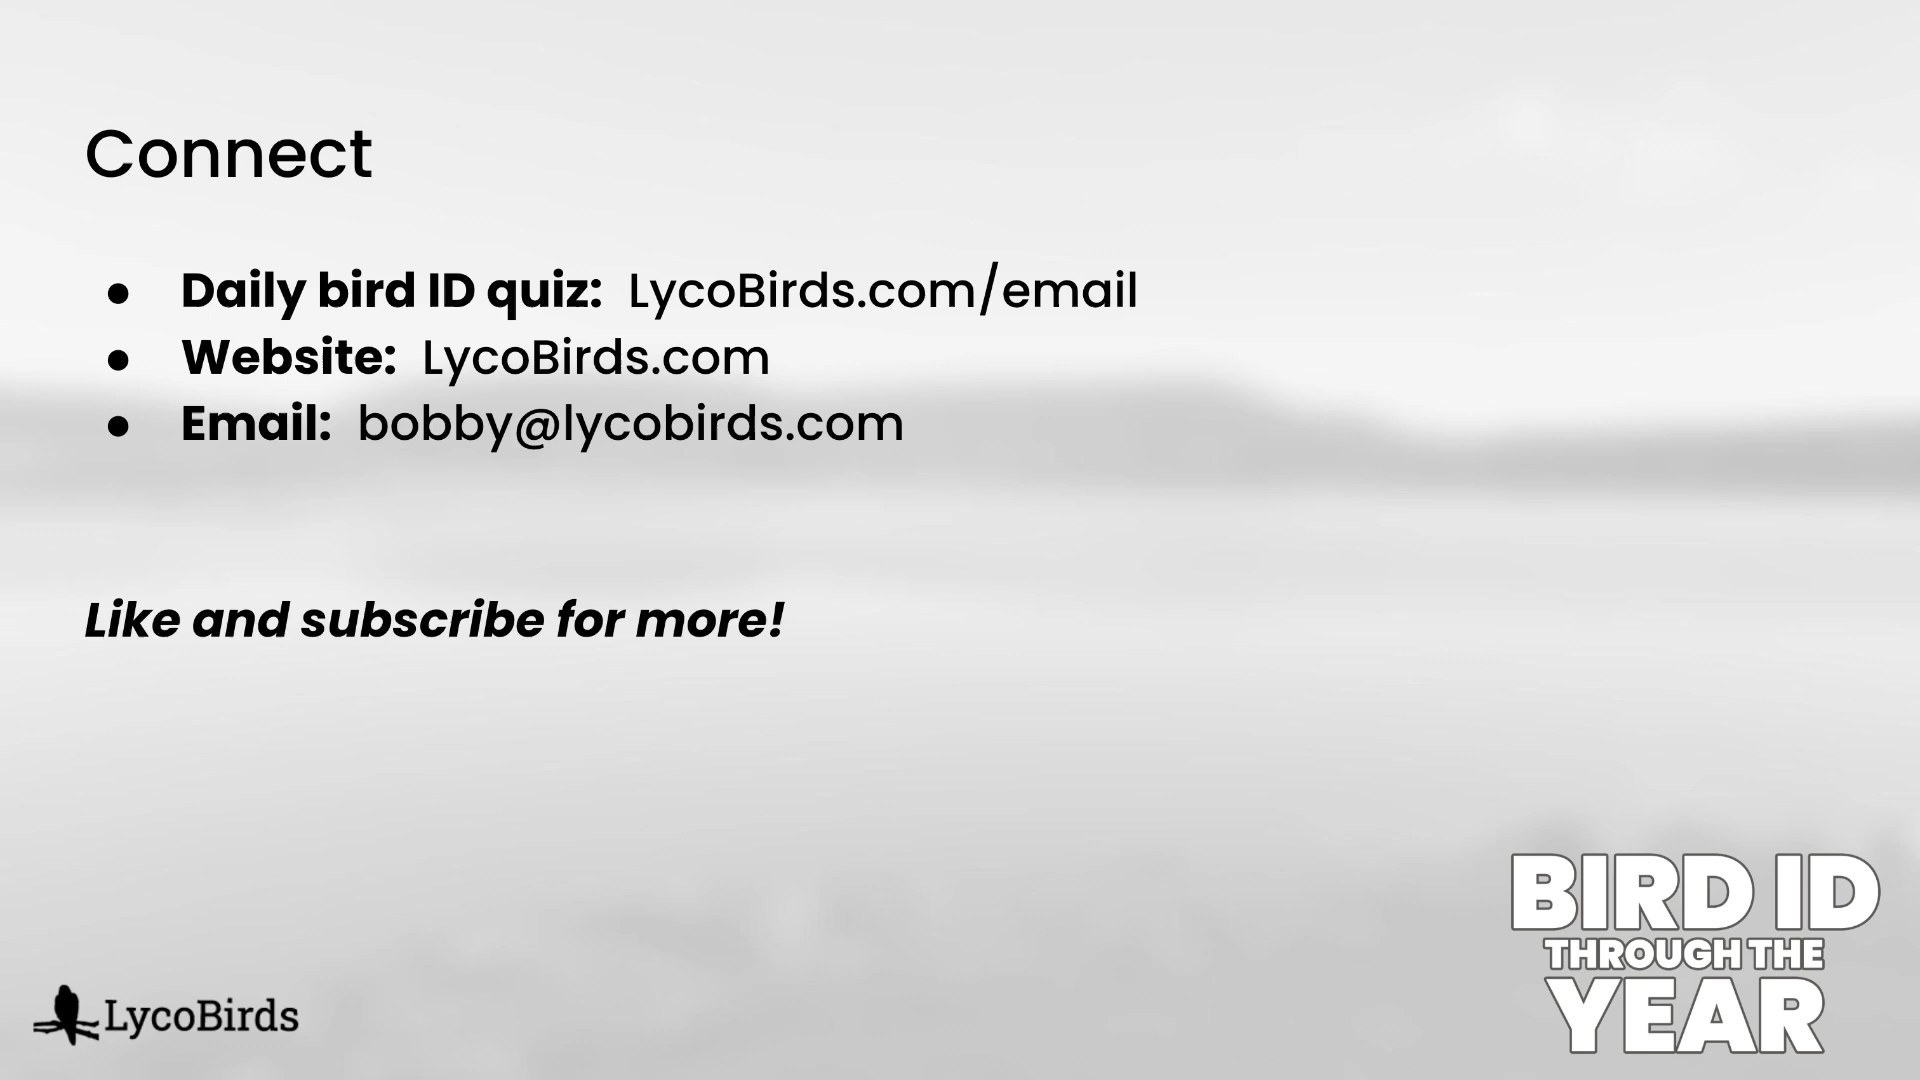 Connect
● Daily bird ID quiz: LycoBirds.com/email
● Website: LycoBirds.com
● Email: bobby@lycobirds.com
Like and subscribe for more!
BIRD ID
THROUGH THE
YEAR
LycoBirds